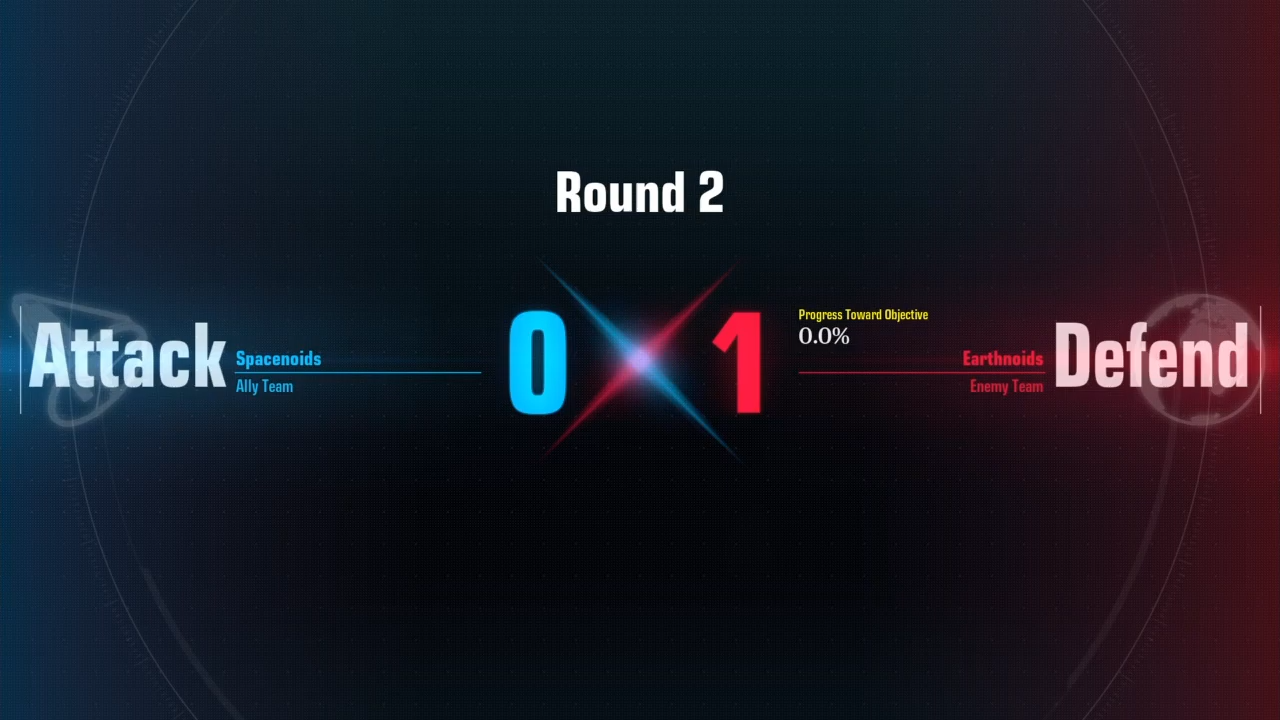 Round 2
Attack
Spacenoids
Ally Team
0
1
Progress Toward Objective
0.0%
Earthnoids
Enemy Team
Defend